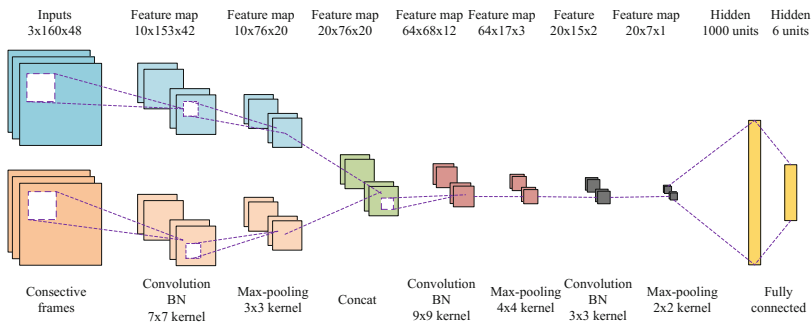 Inputs Feature map Feature map Feature map Feature map Feature map Feature Feature map Hidden Hidden
3x160x48 10x153x42 10x76x20 20x76x20 64x68x12 64x17x3 20x15x2 20x7x1 1000 units 6 units
Consective
frames
Convolution
BN
7x7 kernel
Max-pooling
3x3 kernel
Concat
Convolution
BN
9x9 kernel
Max-pooling
4x4 kernel
Convolution
BN
3x3 kernel
Max-pooling
2x2 kernel
Fully
connected